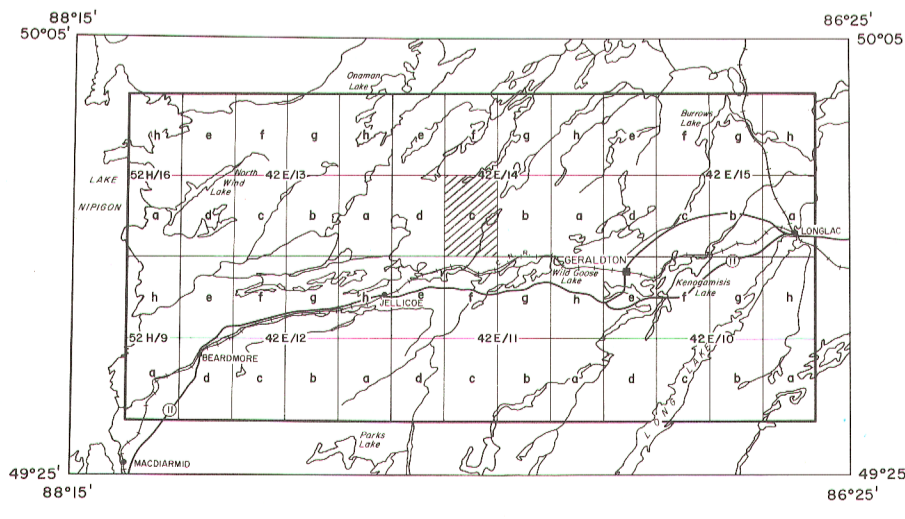 88°15' 86°25'
50°05' 50°05
Onaman
Lake
Burrows
Lake
h e f g h e f g h e f g h
52H/16 42E/13 42E/14 42E/15
North
Wind
Lake
LAKE
NIPIGON
a d c b a d c b a d c b a
LONGLAC
C. N. R.
GERALDTON
Wild Goose
Lake
11
Kenogamisis
Lake
h e f g h e f g h e f g h
JELLICOE
52H/9 42E/12 42E/11 42E/10
BEARDMORE
a d c b a d c b a d c b a
LONG LAKE
11
Parks
Lake
MACDIARMID
49°25' 49°25
88°15' 86°25'